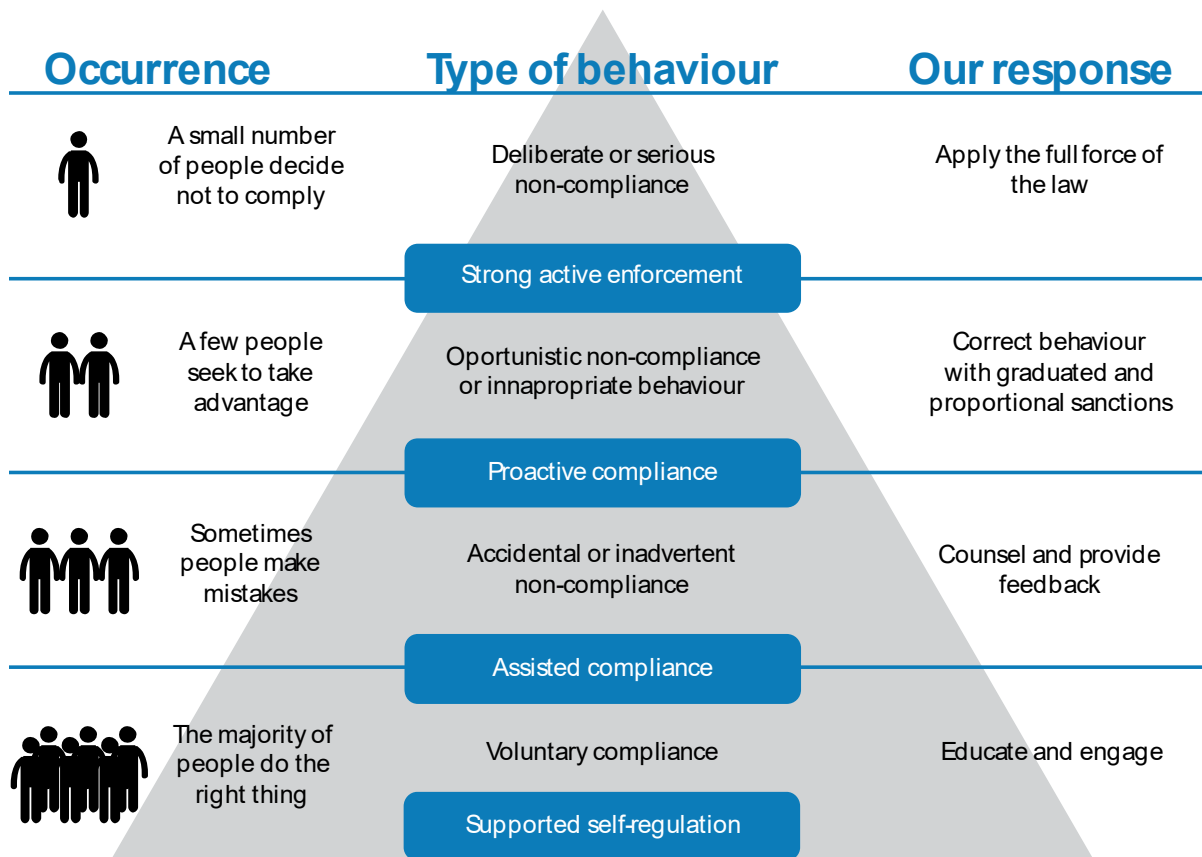 Occurrence
Type of behaviour
Our response
A small number
of people decide
not to comply
Deliberate or serious
non-compliance
Apply the full force of
the law
Strong active enforcement
A few people
seek to take
advantage
Oportunistic non-compliance
or innapropriate behaviour
Correct behaviour
with graduated and
proportional sanctions
Proactive compliance
Sometimes
people make
mistakes
Accidental or inadvertent
non-compliance
Counsel and provide
feedback
Assisted compliance
The majority of
people do the
right thing
Voluntary compliance
Educate and engage
Supported self-regulation